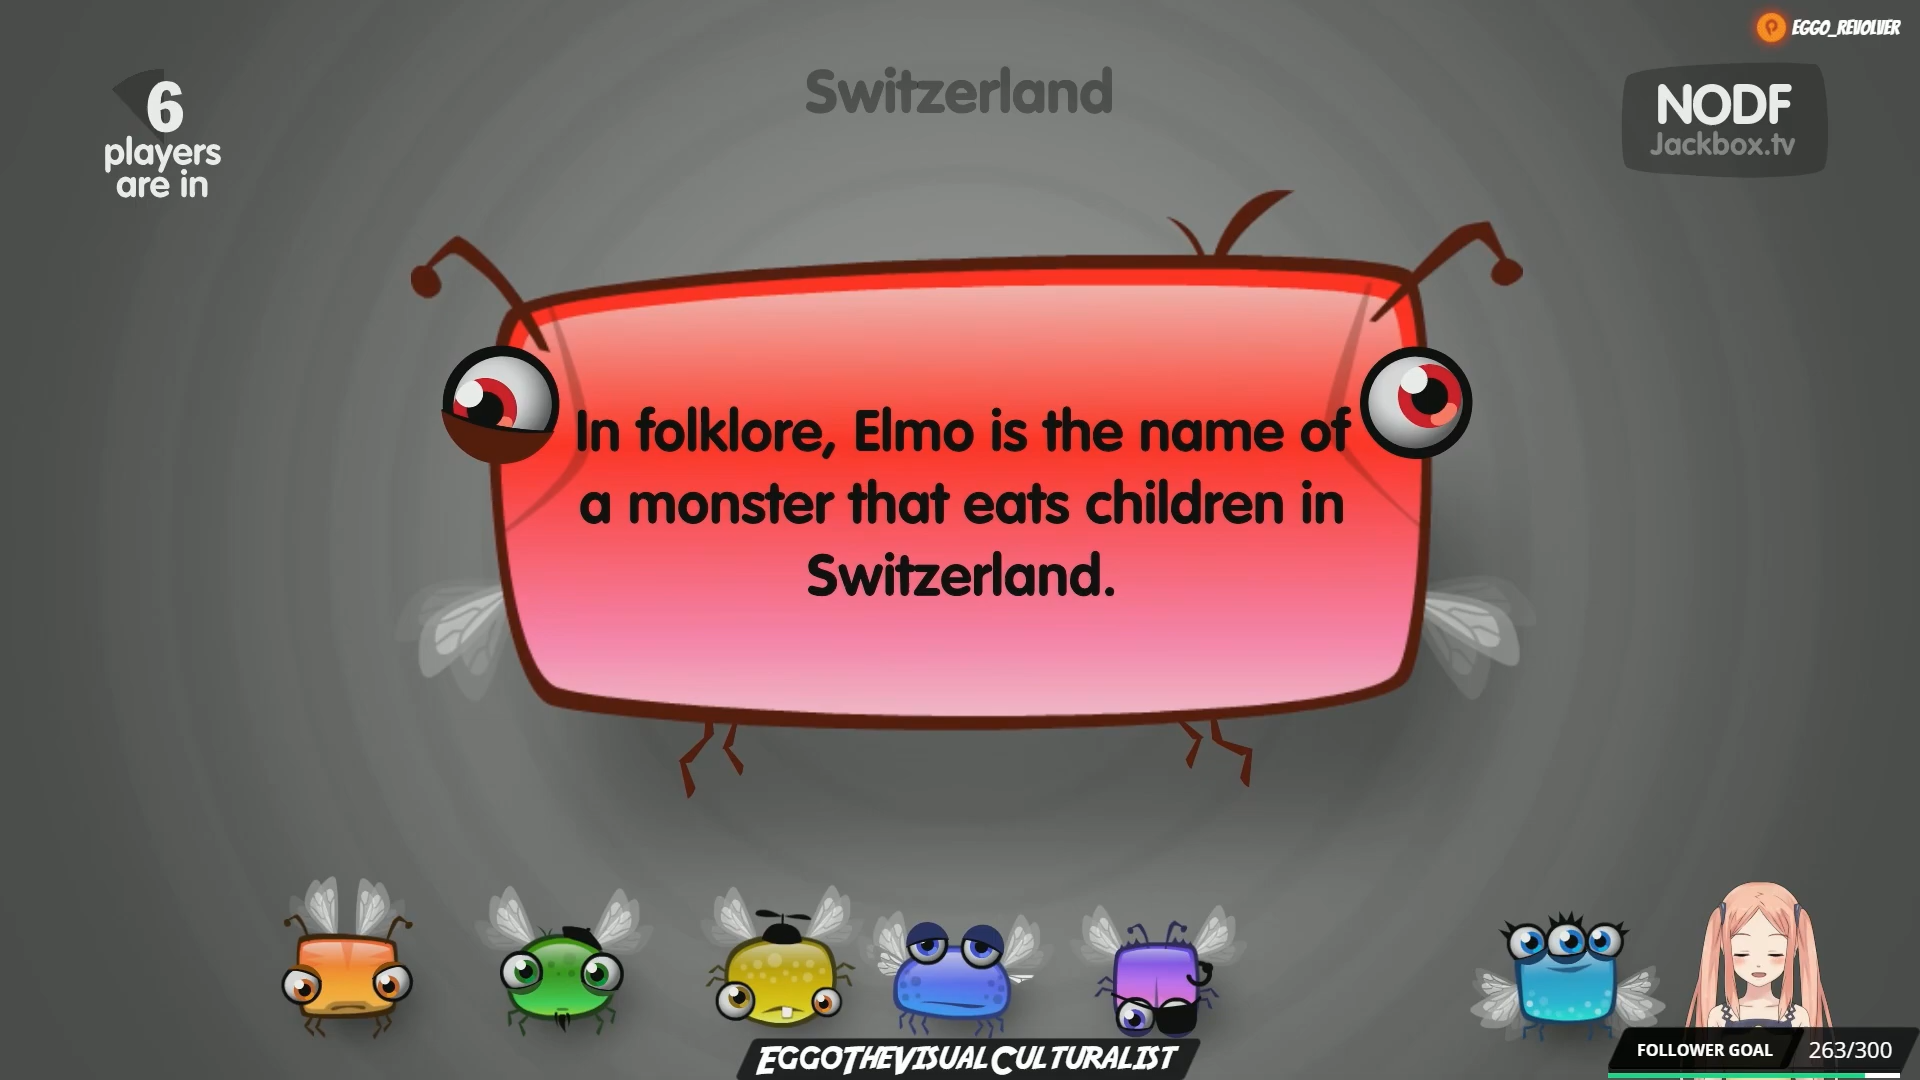 EGGO_REVOLVER
6
players
are in
Switzerland
NODF
Jackbox.tv
In folklore, Elmo is the name of
a monster that eats children in
Switzerland.
EGGOTHEVISUALCULTURALIST
FOLLOWER GOAL 263/300